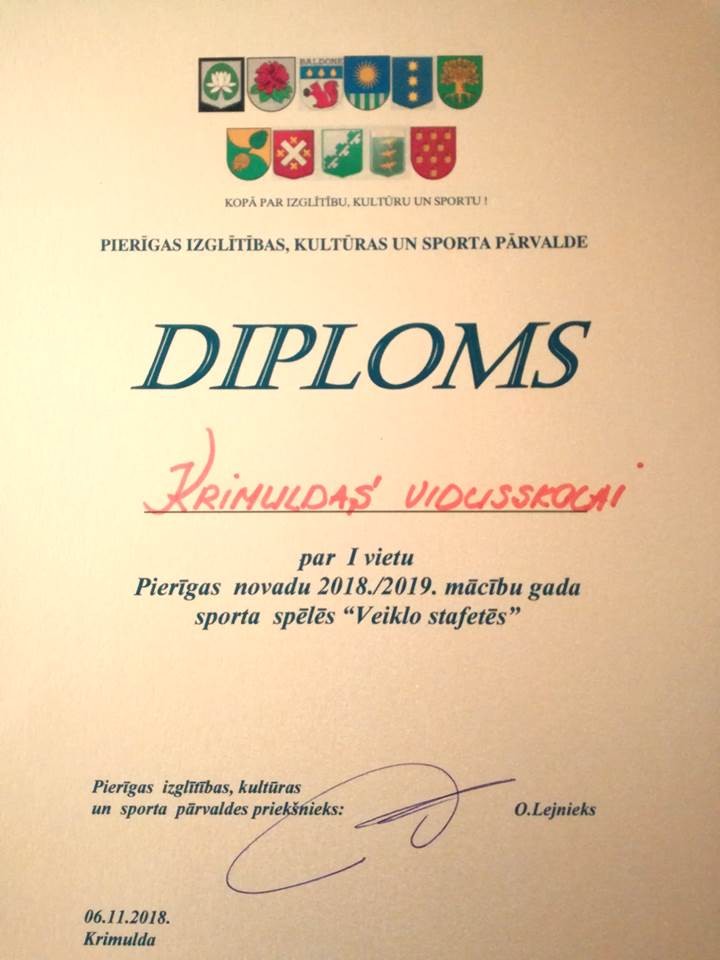 BALDONE
KOPĀ PAR IZGLĪTĪBU, KULTŪRU UN SPORTU !
PIERĪGAS IZGLĪTĪBAS, KULTŪRAS UN SPORTA PĀRVALDE
DIPLOMS
KRIMULDAS VIDUSSKOLAI
par I vietu
Pierīgas novadu 2018./2019. mācību gada
sporta spēlēs “Veiklo stafetēs”
Pierīgas izglītības, kultūras
un sporta pārvaldes priekšnieks: O.Lejnieks
06.11.2018.
Krimulda